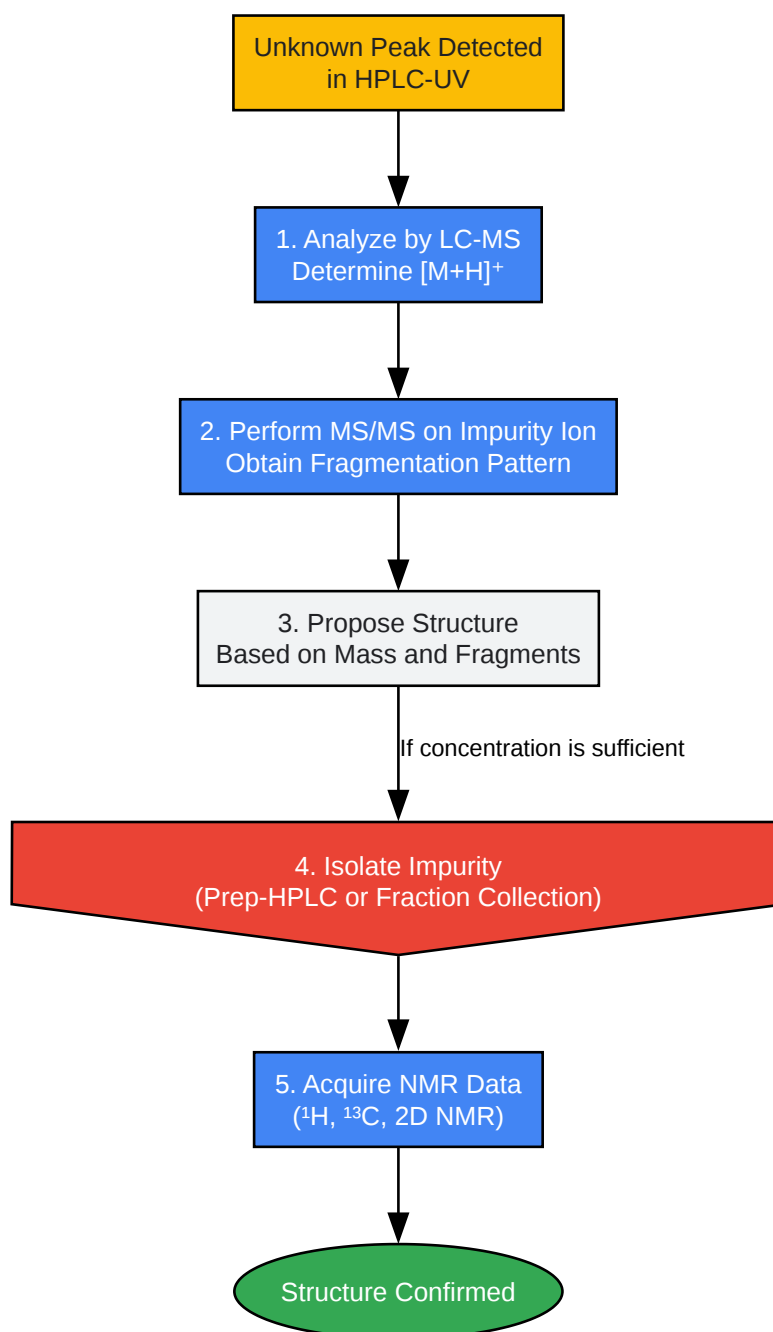 Unknown Peak Detected
in HPLC-UV
1. Analyze by LC-MS
Determine [M+H]⁺
2. Perform MS/MS on Impurity Ion
Obtain Fragmentation Pattern
3. Propose Structure
Based on Mass and Fragments
If concentration is sufficient
4. Isolate Impurity
(Prep-HPLC or Fraction Collection)
5. Acquire NMR Data
(¹H, ¹³C, 2D NMR)
Structure Confirmed